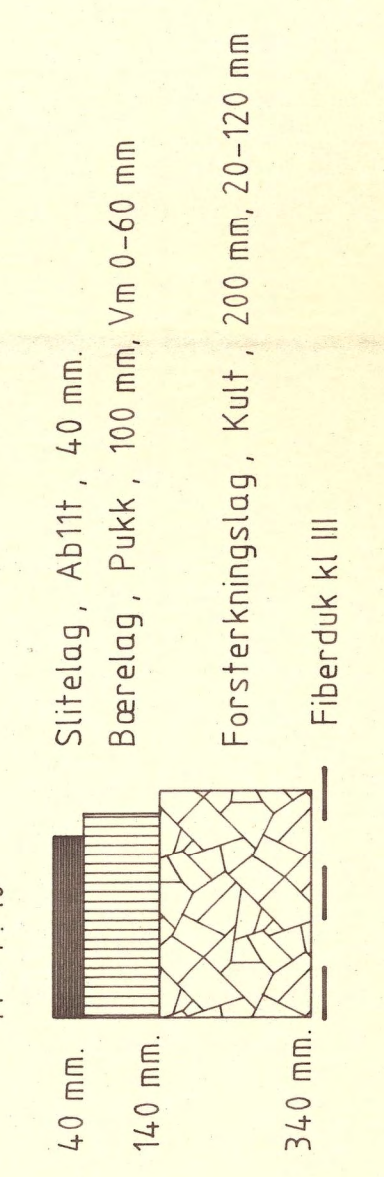 40 mm.
Slitelag, Ab11t, 40 mm.
140 mm.
Bærelag, Pukk, 100 mm, Vm 0-60 mm
Forsterkningslag, Kult, 200 mm, 20-120 mm
340 mm.
Fiberduk kl III